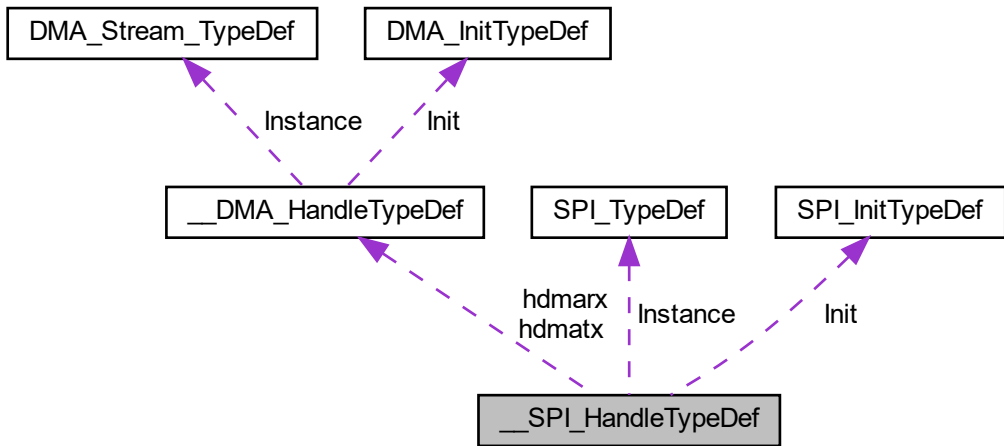 DMA_Stream_TypeDef
DMA_InitTypeDef
Instance
Init
__DMA_HandleTypeDef
SPI_TypeDef
SPI_InitTypeDef
hdmarx
hdmatx
Instance
Init
__SPI_HandleTypeDef